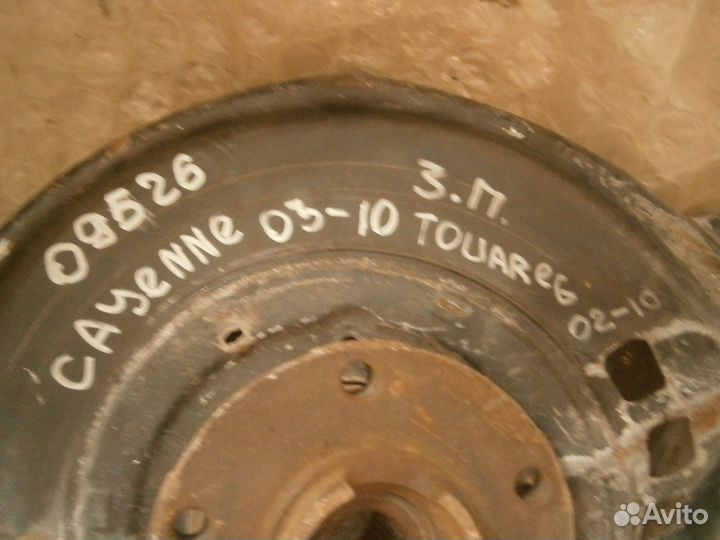 09526
З.П.
CAYENNE 03-10 TOUAREG
02-10
Avito